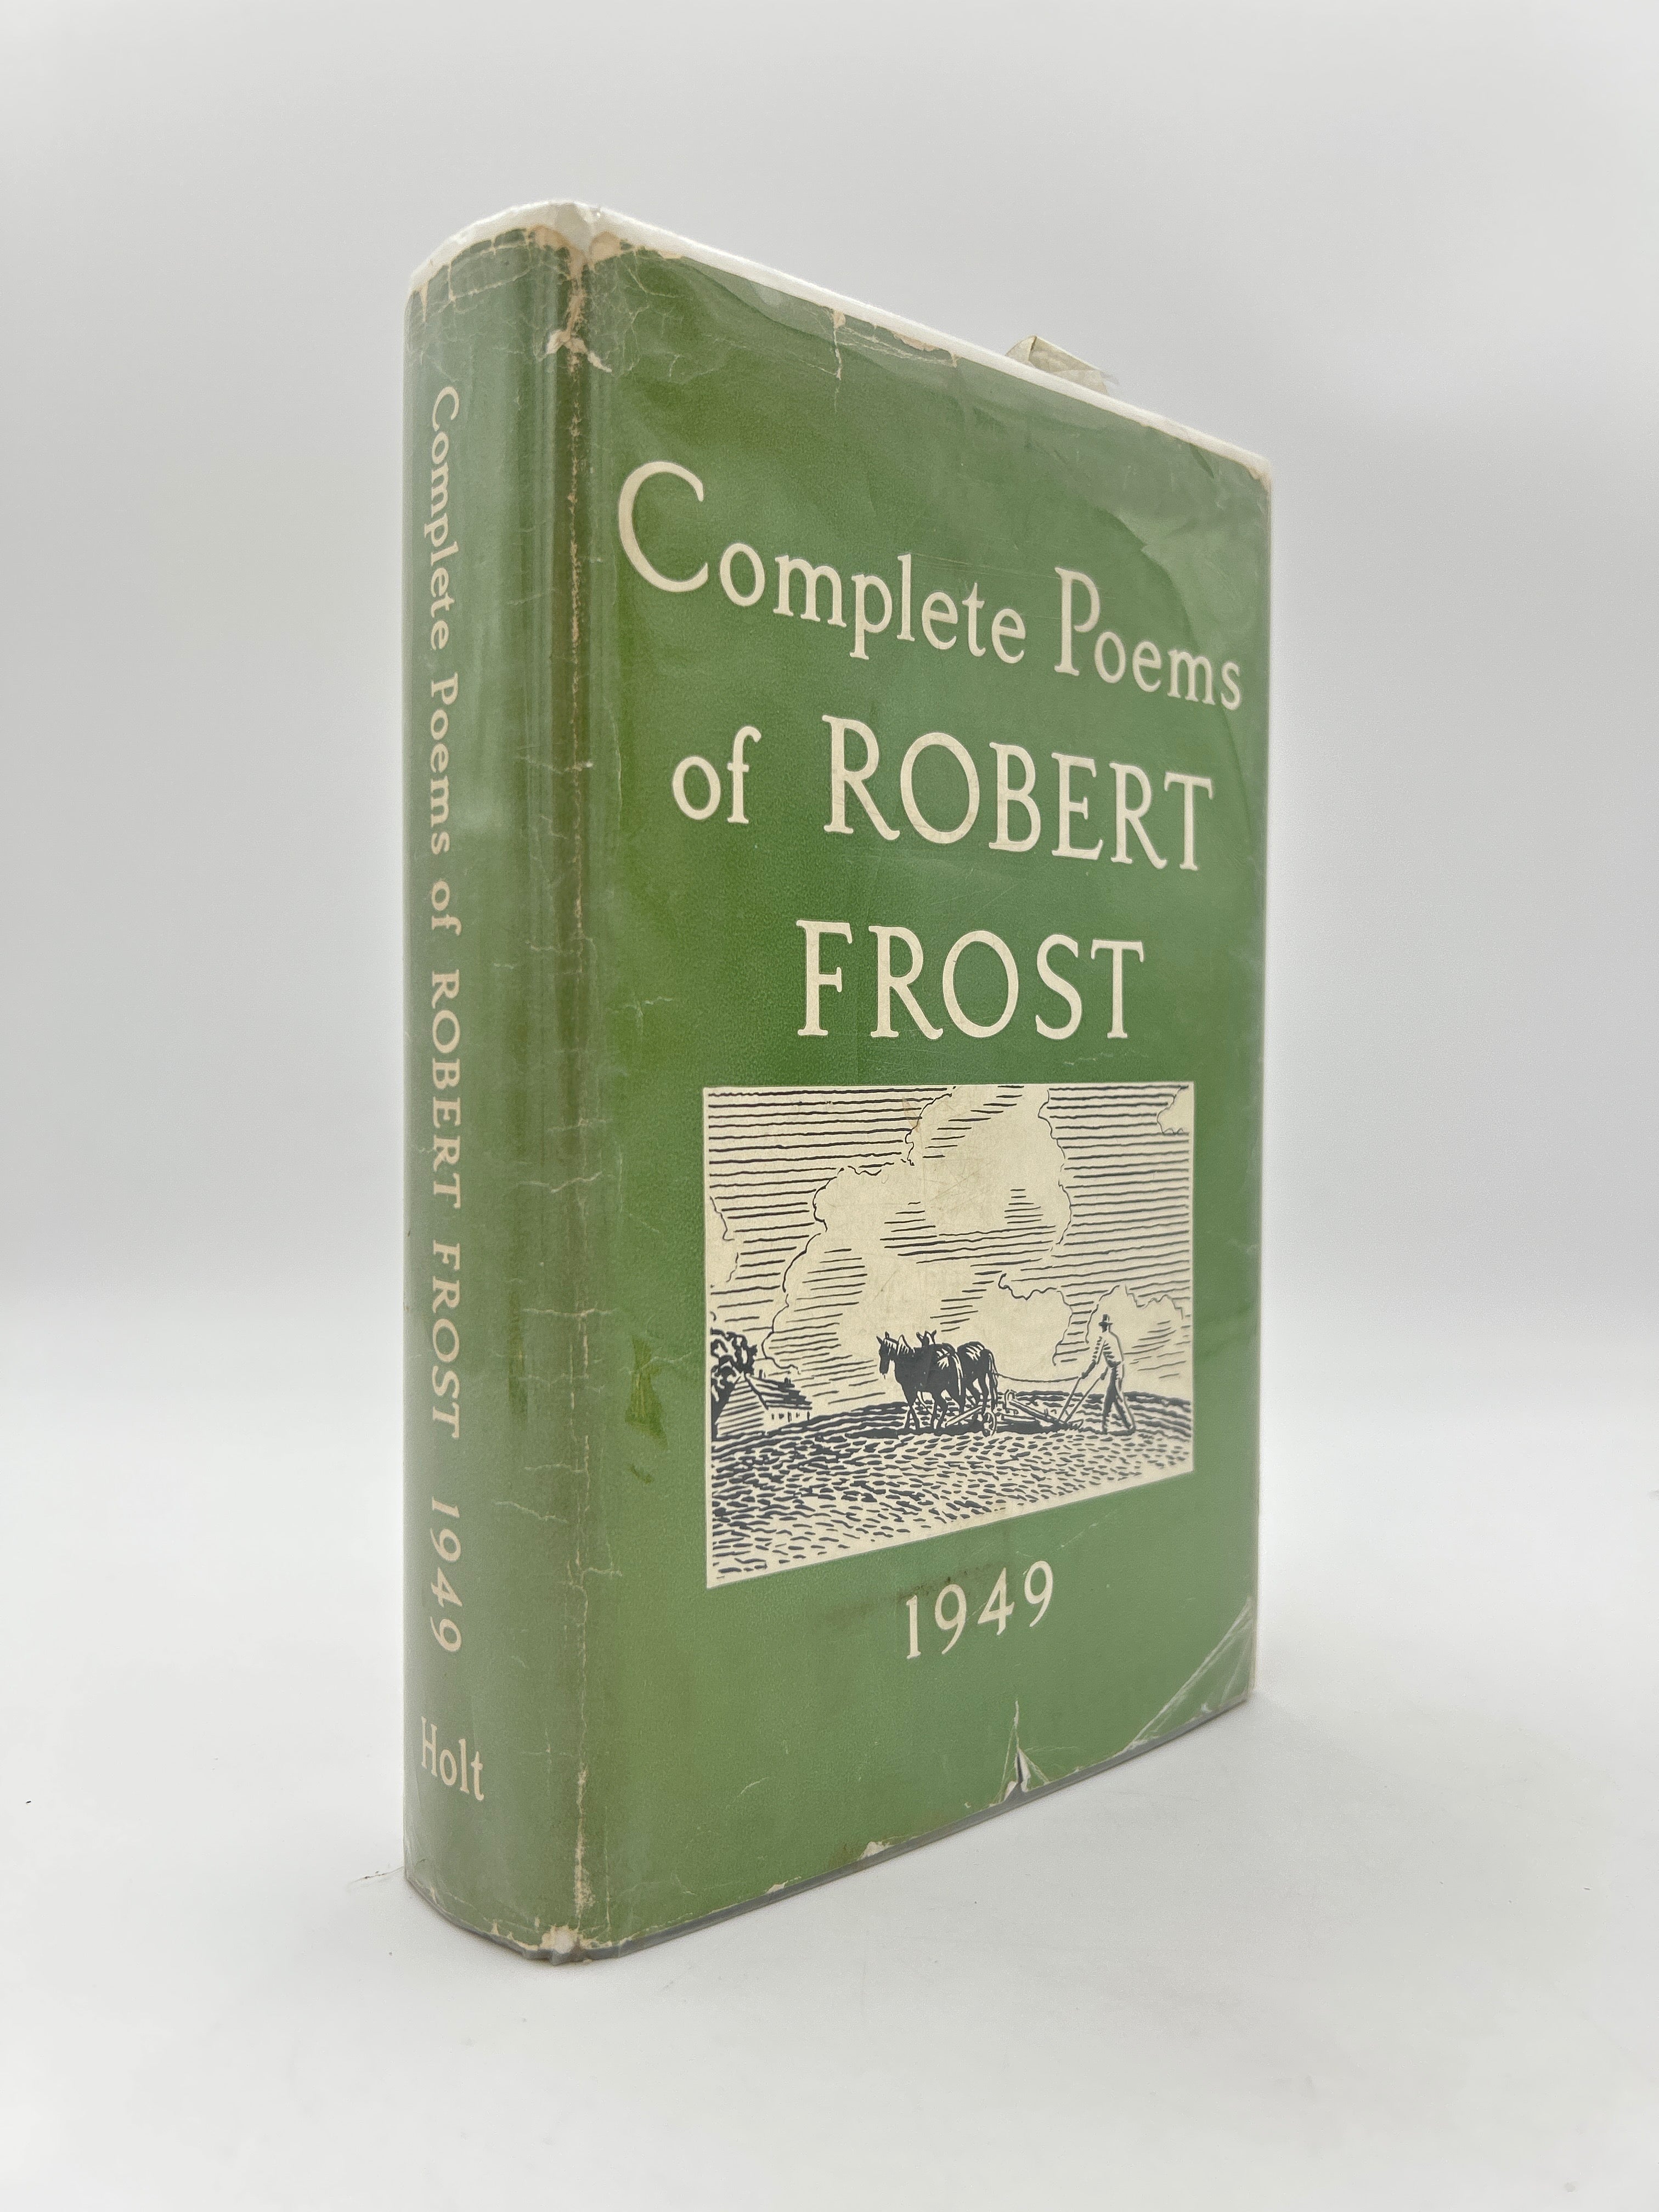 Complete Poems of ROBERT FROST 1949
Holt
Complete Poems
of ROBERT
FROST
1949